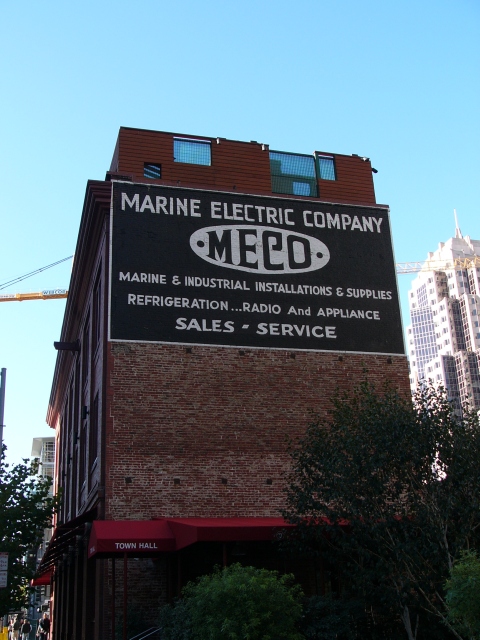 MARINE ELECTRIC COMPANY
MECO
MARINE & INDUSTRIAL INSTALLATIONS & SUPPLIES
REFRIGERATION...RADIO And APPLIANCE
SALES - SERVICE
TOWN HALL